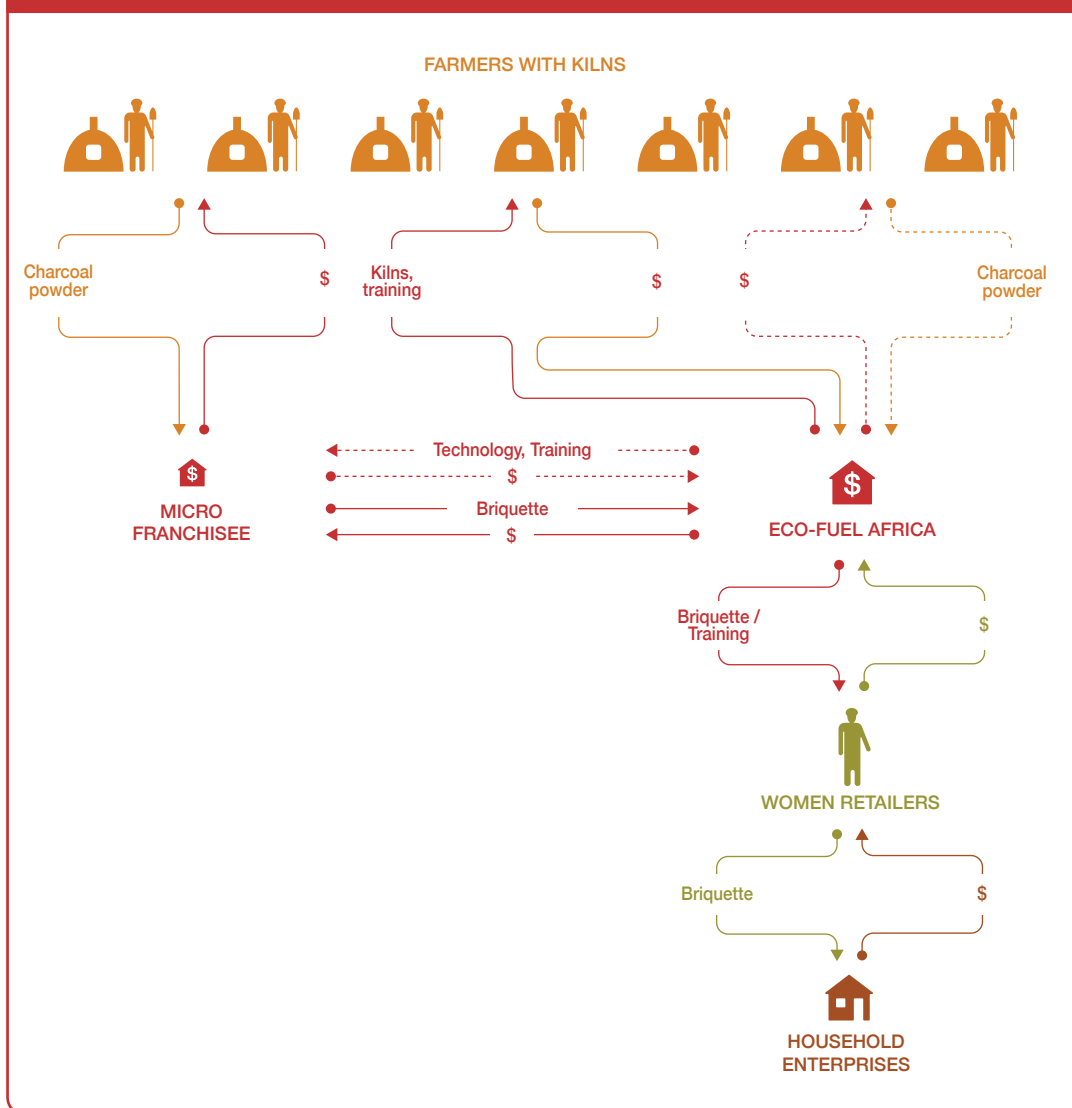 FARMERS WITH KILNS
Charcoal
powder
$
Kilns,
training
$
$
Charcoal
powder
Technology, Training
$
Briquette
$
$
MICRO
FRANCHISEE
$
ECO-FUEL AFRICA
Briquette /
Training
$
WOMEN RETAILERS
Briquette
$
HOUSEHOLD
ENTERPRISES